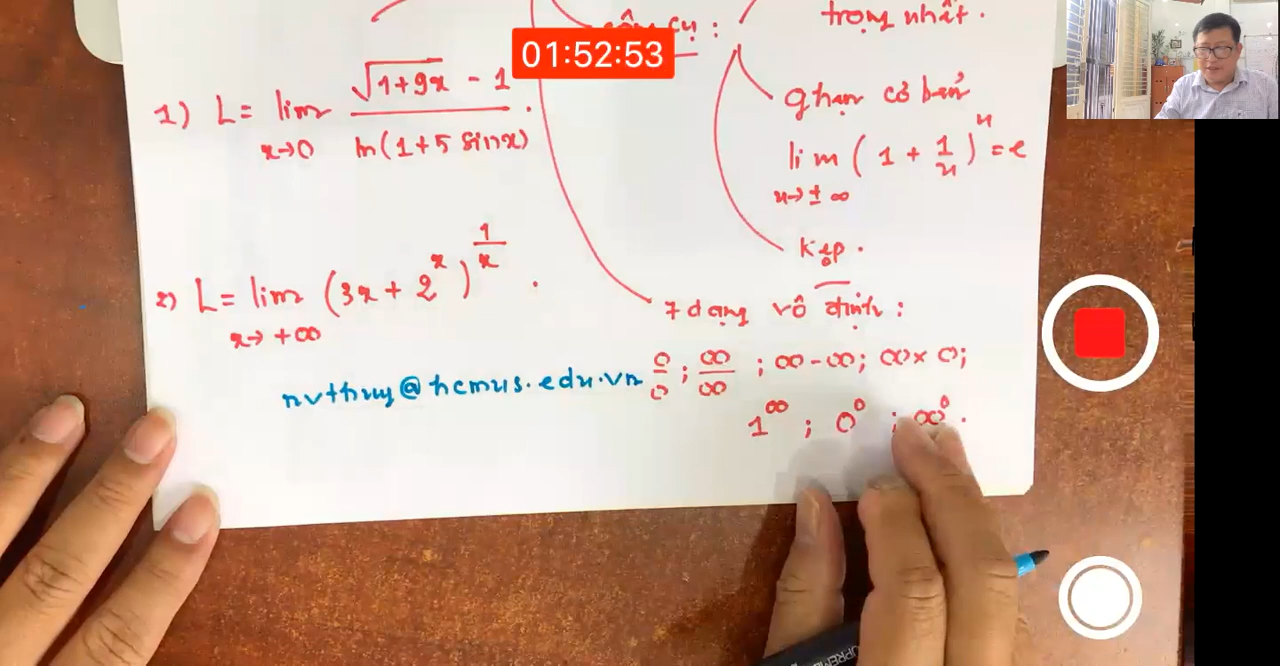 01:52:53
cụ :
trọng nhất.
1) L = lim x→0 (√(1+9x) - 1) / ln(1+5 sinx) .
ghạn cơ bản
lim x→±∞ (1 + 1/x)^x = e
kẹp.
2) L = lim x→+∞ (3x + 2^x)^(1/x) .
7 dạng vô định :
0/0 ; ∞/∞ ; ∞-∞ ; ∞×0 ;
nvthuy@hcmus.edu.vn
1^∞ ; 0^0 ; ∞^0 .